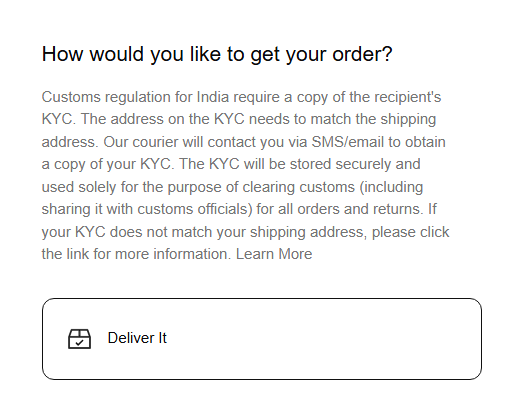 How would you like to get your order?
Customs regulation for India require a copy of the recipient's
KYC. The address on the KYC needs to match the shipping
address. Our courier will contact you via SMS/email to obtain
a copy of your KYC. The KYC will be stored securely and
used solely for the purpose of clearing customs (including
sharing it with customs officials) for all orders and returns. If
your KYC does not match your shipping address, please click
the link for more information. Learn More
Deliver It